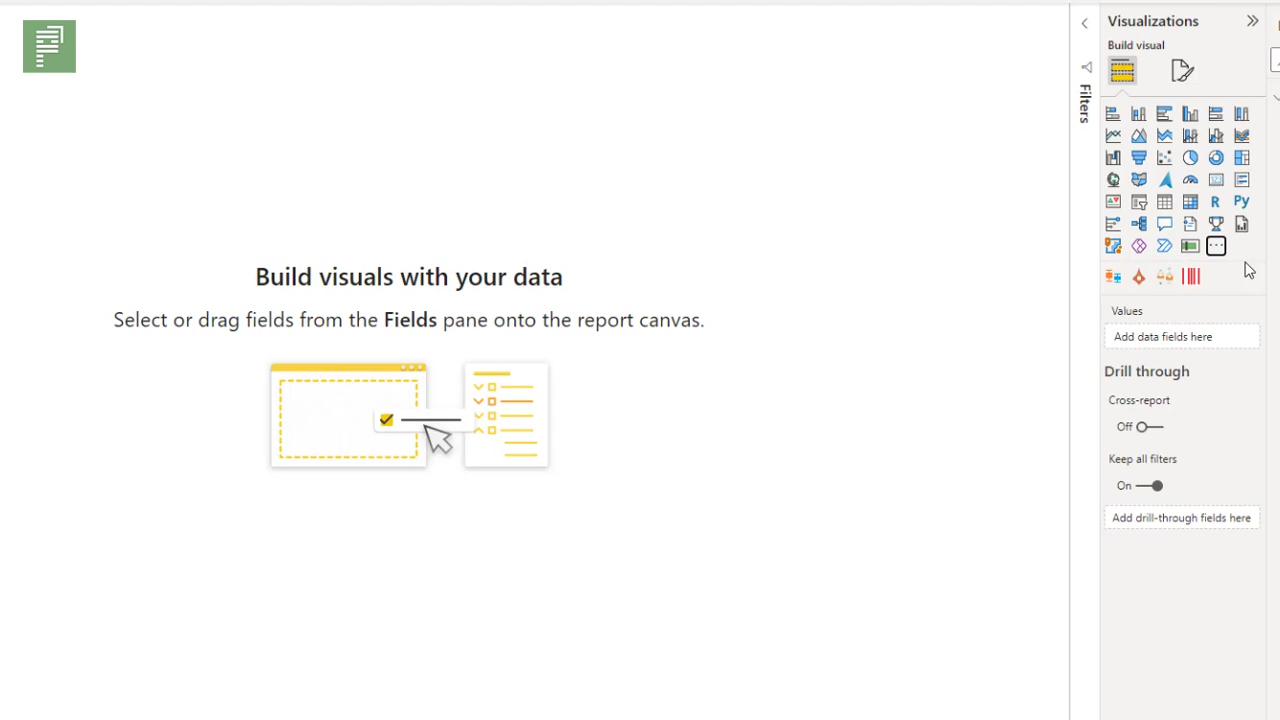 Visualizations
Build visual
Filters
R
Py
Build visuals with your data
Select or drag fields from the Fields pane onto the report canvas.
Values
Add data fields here
Drill through
Cross-report
Off
Keep all filters
On
Add drill-through fields here